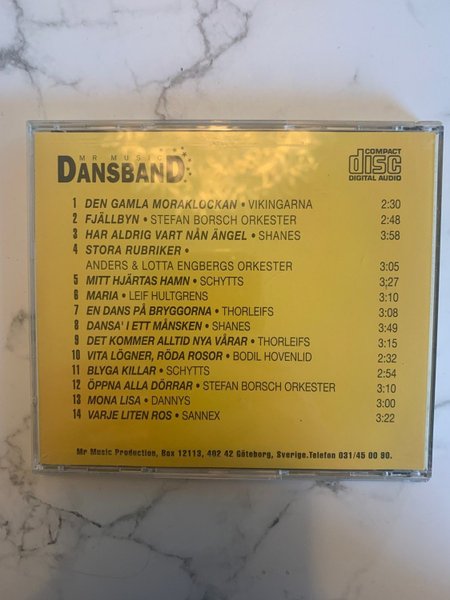 MR MUSIC
DANSBAND
COMPACT
disc
DIGITAL AUDIO
1 DEN GAMLA MORAKLOCKAN • VIKINGARNA 2:30
2 FJÄLLBYN • STEFAN BORSCH ORKESTER 2:48
3 HAR ALDRIG VART NÅN ÄNGEL • SHANES 3:58
4 STORA RUBRIKER •
ANDERS & LOTTA ENGBERGS ORKESTER 3:05
5 MITT HJÄRTAS HAMN • SCHYTTS 3;27
6 MARIA • LEIF HULTGRENS 3:10
7 EN DANS PÅ BRYGGORNA • THORLEIFS 3:08
8 DANSA' I ETT MÅNSKEN • SHANES 3:49
9 DET KOMMER ALLTID NYA VÅRAR • THORLEIFS 3:15
10 VITA LÖGNER, RÖDA ROSOR • BODIL HOVENLID 2:32
11 BLYGA KILLAR • SCHYTTS 2:54
12 ÖPPNA ALLA DÖRRAR • STEFAN BORSCH ORKESTER 3:10
13 MONA LISA • DANNYS 3:00
14 VARJE LITEN ROS • SANNEX 3:22
Mr Music Production, Box 12113, 402 42 Göteborg, Sverige.Telefon 031/45 00 90.